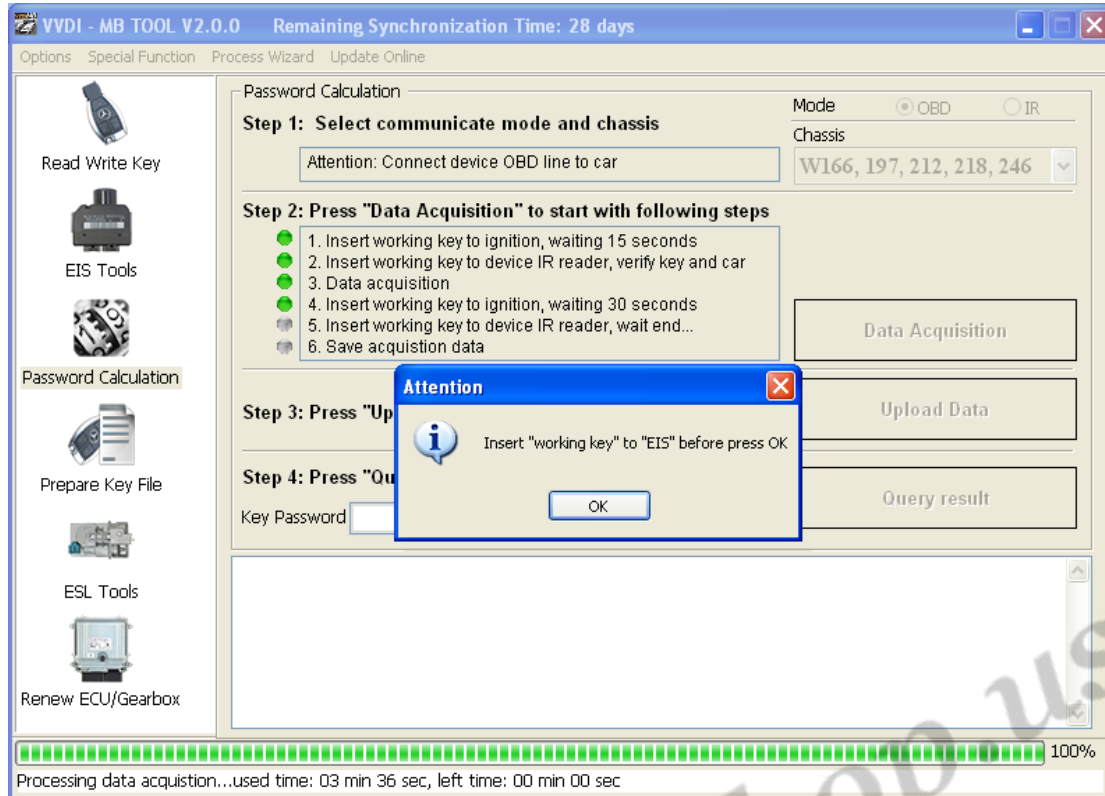 VVDI - MB TOOL V2.0.0 Remaining Synchronization Time: 28 days
Options Special Function Process Wizard Update Online
Read Write Key
EIS Tools
Password Calculation
Prepare Key File
ESL Tools
Renew ECU/Gearbox
Password Calculation
Step 1: Select communicate mode and chassis
Attention: Connect device OBD line to car
Mode OBD IR
Chassis
W166, 197, 212, 218, 246
Step 2: Press "Data Acquisition" to start with following steps
1. Insert working key to ignition, waiting 15 seconds
2. Insert working key to device IR reader, verify key and car
3. Data acquisition
4. Insert working key to ignition, waiting 30 seconds
5. Insert working key to device IR reader, wait end...
6. Save acquistion data
Data Acquisition
Step 3: Press "Up
Upload Data
Step 4: Press "Qu
Key Password
Query result
Attention
Insert "working key" to "EIS" before press OK
OK
100%
Processing data acquistion...used time: 03 min 36 sec, left time: 00 min 00 sec
op.us